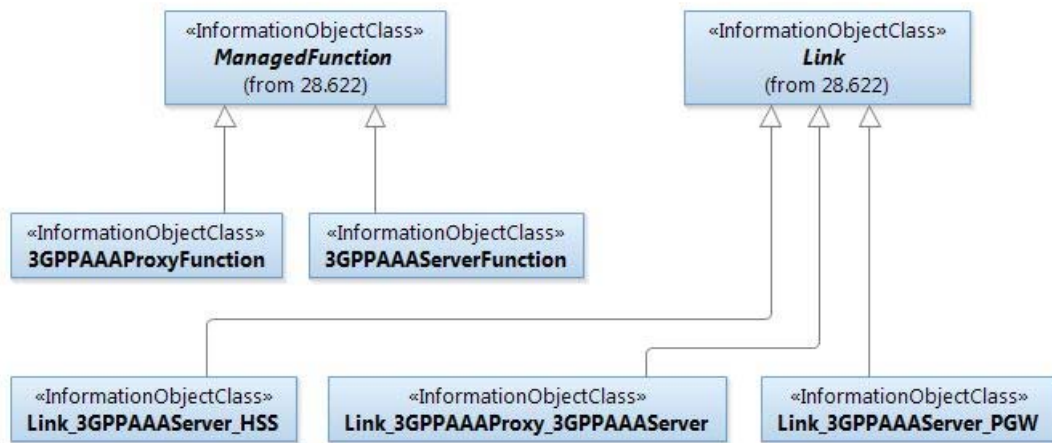 «InformationObjectClass»
ManagedFunction
(from 28.622)
«InformationObjectClass»
Link
(from 28.622)
«InformationObjectClass»
3GPPAAAProxyFunction
«InformationObjectClass»
3GPPAAAServerFunction
«InformationObjectClass»
Link_3GPPAAAServer_HSS
«InformationObjectClass»
Link_3GPPAAAProxy_3GPPAAAServer
«InformationObjectClass»
Link_3GPPAAAServer_PGW